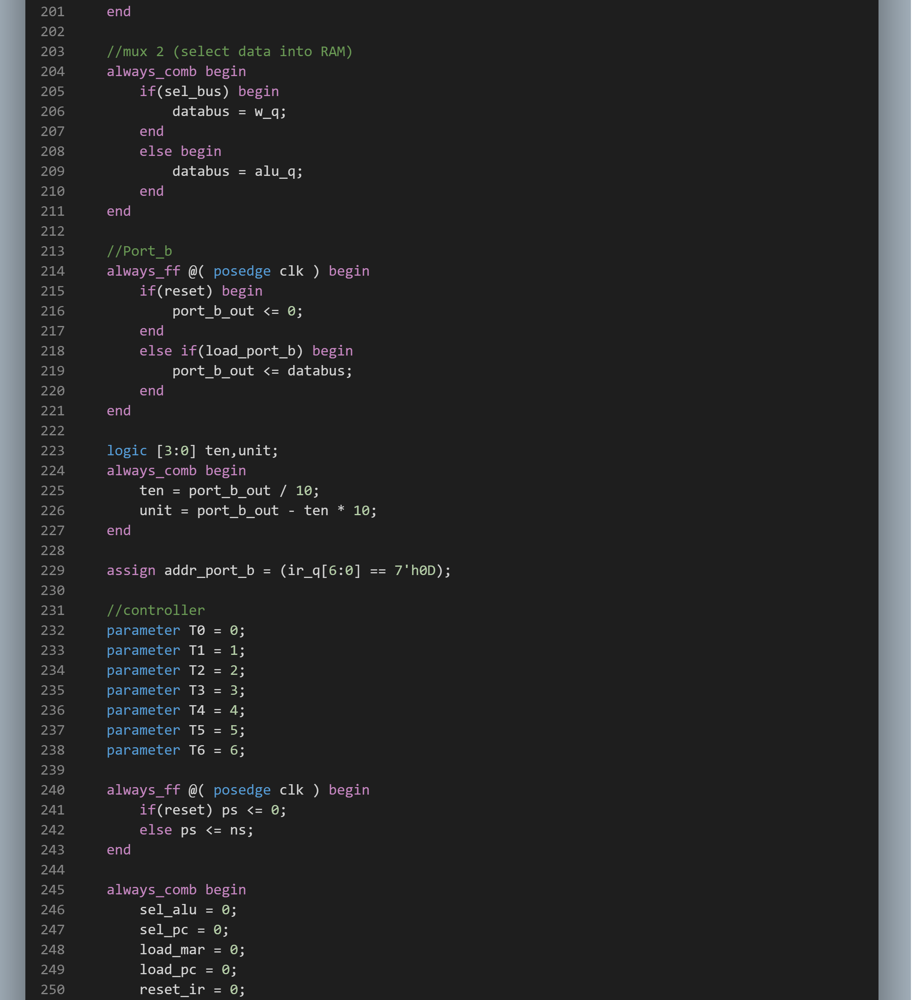 201 end
202
203 //mux 2 (select data into RAM)
204 always_comb begin
205 if(sel_bus) begin
206 databus = w_q;
207 end
208 else begin
209 databus = alu_q;
210 end
211 end
212
213 //Port_b
214 always_ff @( posedge clk ) begin
215 if(reset) begin
216 port_b_out <= 0;
217 end
218 else if(load_port_b) begin
219 port_b_out <= databus;
220 end
221 end
222
223 logic [3:0] ten,unit;
224 always_comb begin
225 ten = port_b_out / 10;
226 unit = port_b_out - ten * 10;
227 end
228
229 assign addr_port_b = (ir_q[6:0] == 7'h0D);
230
231 //controller
232 parameter T0 = 0;
233 parameter T1 = 1;
234 parameter T2 = 2;
235 parameter T3 = 3;
236 parameter T4 = 4;
237 parameter T5 = 5;
238 parameter T6 = 6;
239
240 always_ff @( posedge clk ) begin
241 if(reset) ps <= 0;
242 else ps <= ns;
243 end
244
245 always_comb begin
246 sel_alu = 0;
247 sel_pc = 0;
248 load_mar = 0;
249 load_pc = 0;
250 reset_ir = 0;